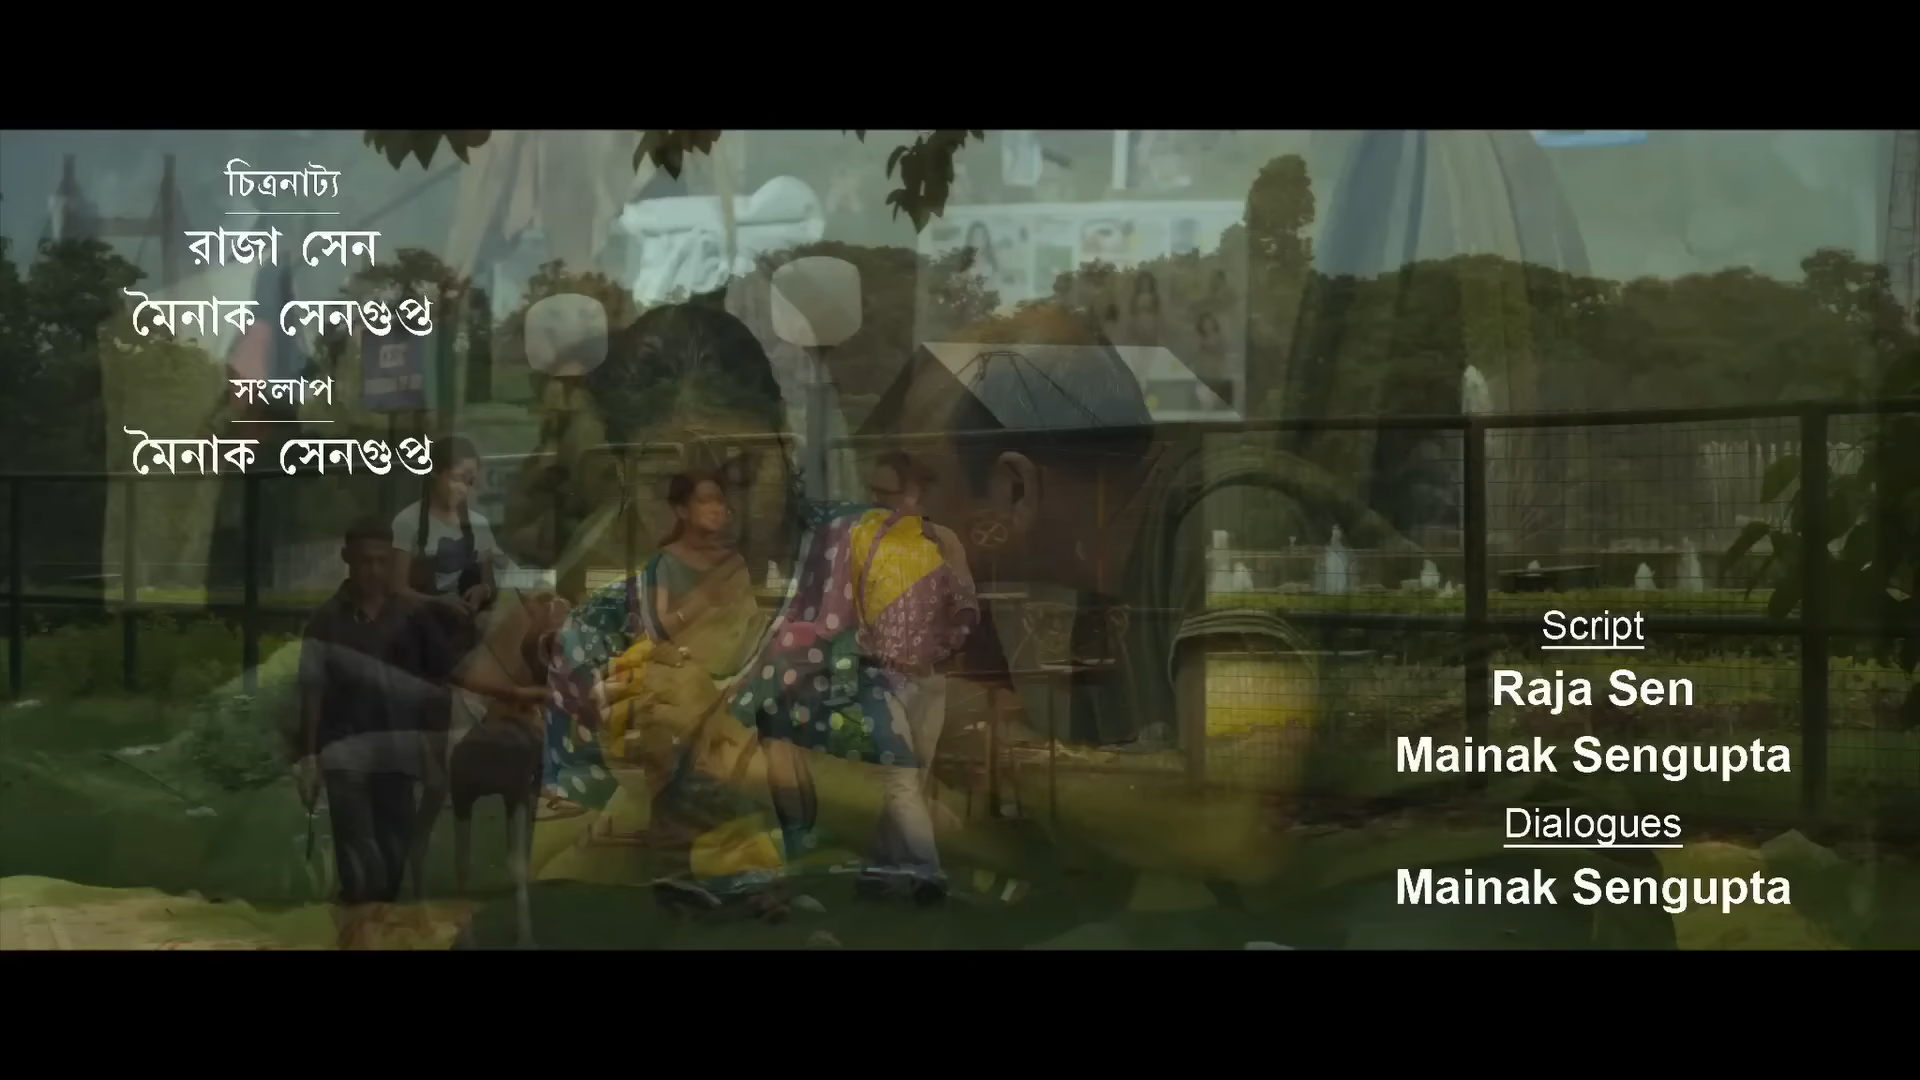 চিত্রনাট্য
রাজা সেন
মৈনাক সেনগুপ্ত
সংলাপ
মৈনাক সেনগুপ্ত
Script
Raja Sen
Mainak Sengupta
Dialogues
Mainak Sengupta